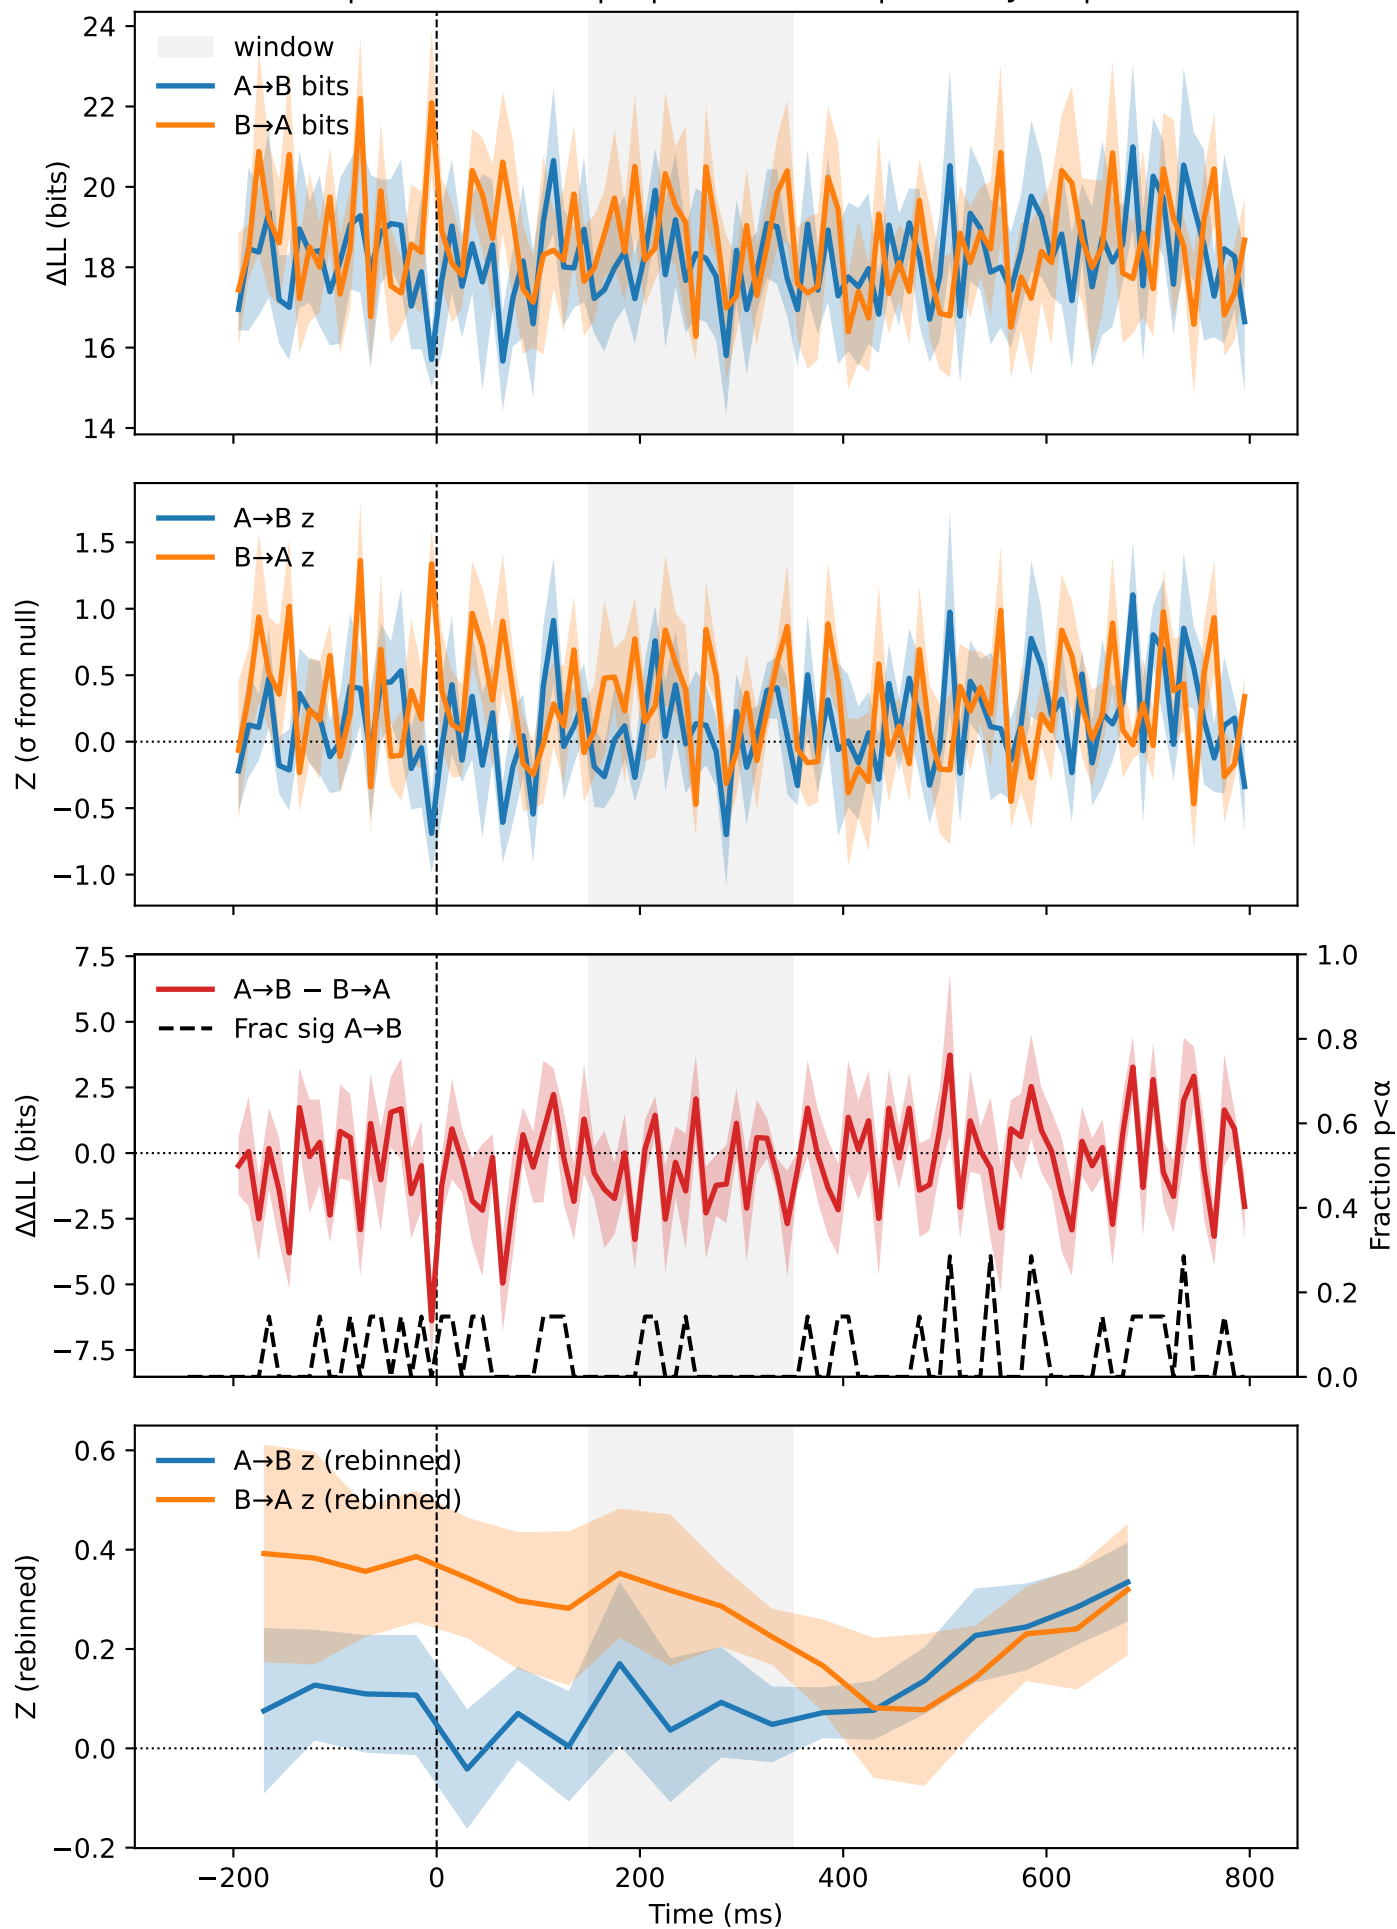 24
22
20
18
16
14
ΔLL (bits)
window
A→B bits
B→A bits
1.5
1.0
0.5
0.0
−0.5
−1.0
Z (σ from null)
A→B z
B→A z
7.5
5.0
2.5
0.0
−2.5
−5.0
−7.5
ΔΔLL (bits)
A→B − B→A
Frac sig A→B
1.0
0.8
0.6
0.4
0.2
0.0
Fraction p<α
0.6
0.4
0.2
0.0
−0.2
Z (rebinned)
A→B z (rebinned)
B→A z (rebinned)
−200
0
200
400
600
800
Time (ms)